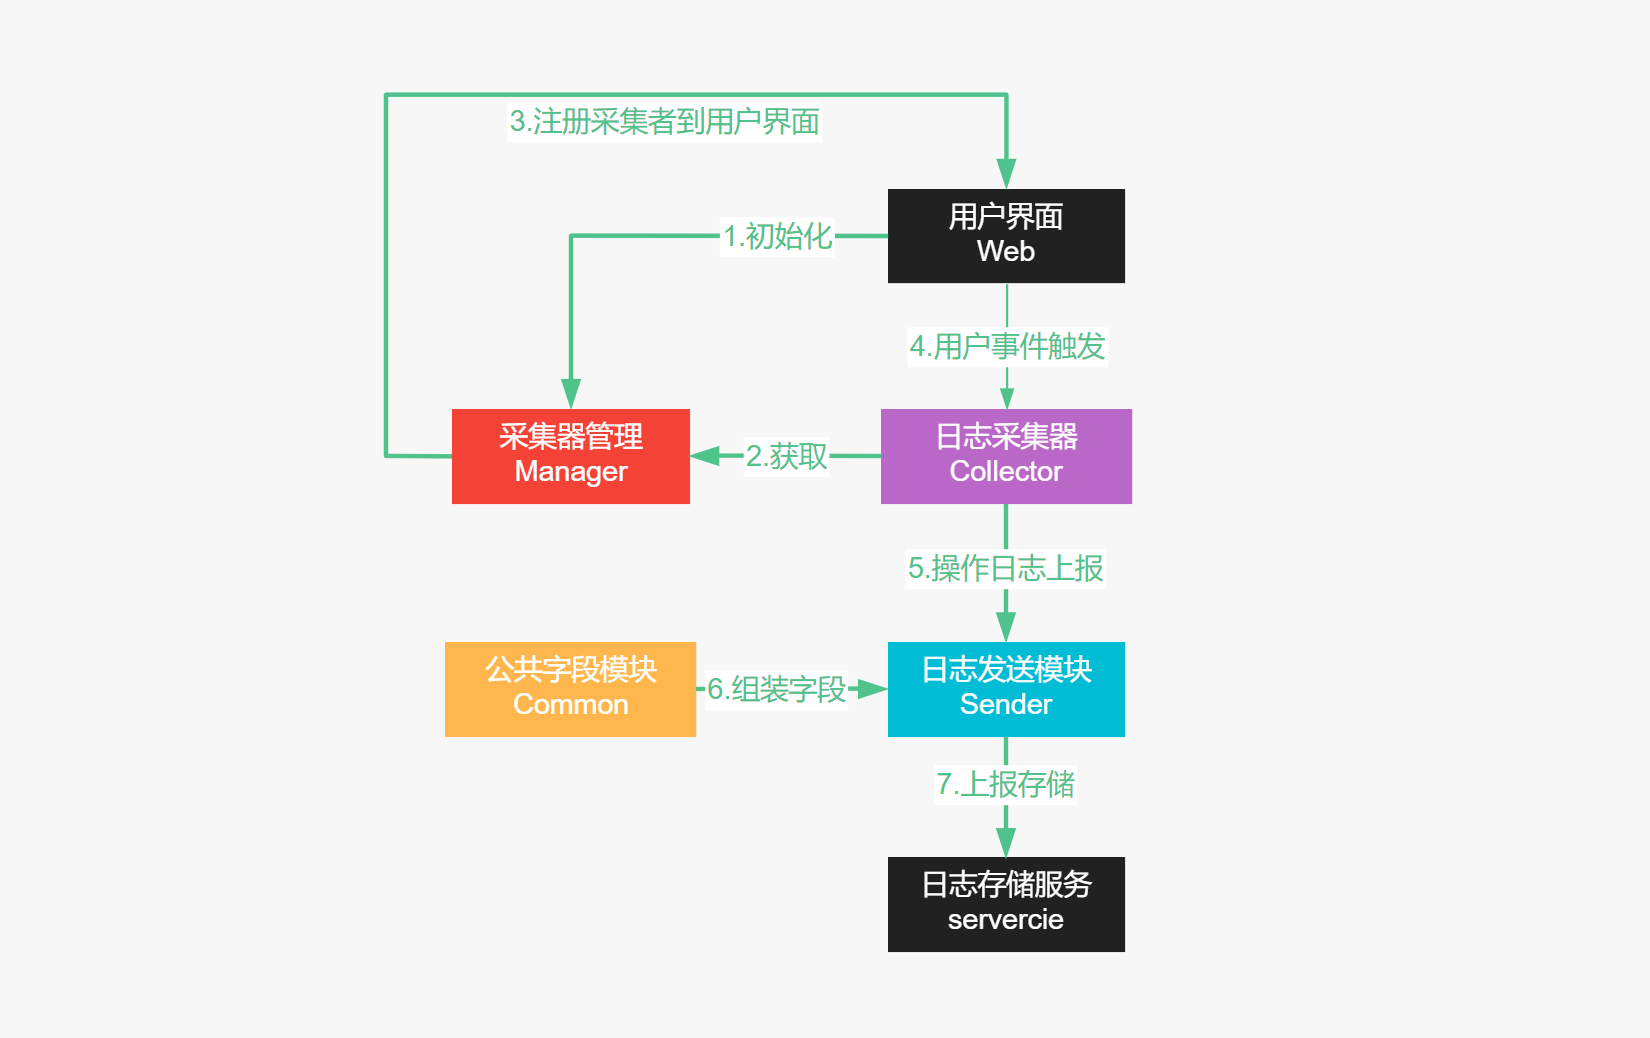 3.注册采集者到用户界面
用户界面
Web
1.初始化
4.用户事件触发
采集器管理
Manager
2.获取
日志采集器
Collector
5.操作日志上报
公共字段模块
Common
6.组装字段
日志发送模块
Sender
7.上报存储
日志存储服务
servercie